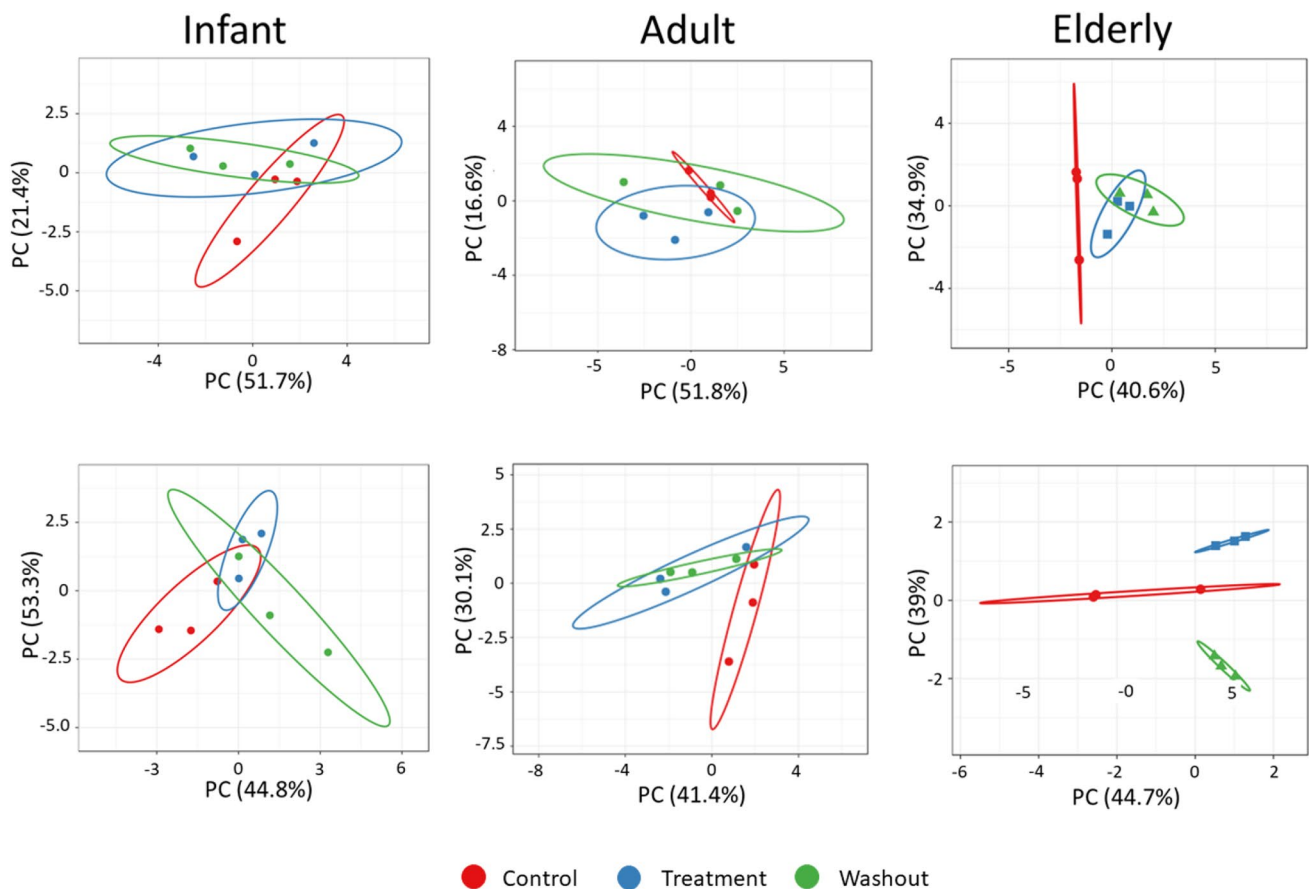 Infant
Adult
Elderly
PC (21.4%)
2.5
0
-2.5
-5.0
-4
0
4
PC (51.7%)
PC (16.6%)
4
0
-4
-8
-5
-0
5
PC (51.8%)
PC (34.9%)
4
0
-4
-5
0
5
PC (40.6%)
PC (53.3%)
2.5
0
-2.5
-5.0
-3
0
3
6
PC (44.8%)
PC (30.1%)
5
2.5
0
-2.5
-5
-7.5
-8
-4
0
4
PC (41.4%)
PC (39%)
2
0
-2
-5
-0
5
-6
-4
-2
0
2
PC (44.7%)
Control
Treatment
Washout